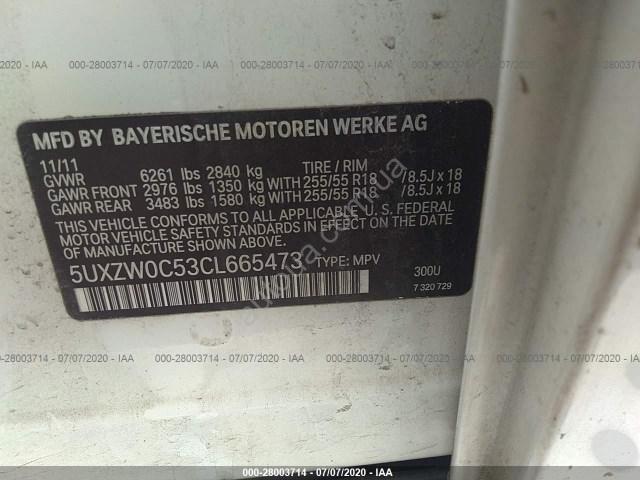 000-28003714 - 07/07/2020 - IAA
MFD BY BAYERISCHE MOTOREN WERKE AG
11/11
GVWR 6261 lbs 2840 kg TIRE / RIM
GAWR FRONT 2976 lbs 1350 kg WITH 255/55 R18 /8.5J x 18
GAWR REAR 3483 lbs 1580 kg WITH 255/55 R18 /8.5J x 18
THIS VEHICLE CONFORMS TO ALL APPLICABLE U. S. FEDERAL
MOTOR VEHICLE SAFETY STANDARDS IN EFFECT ON THE DATE
OF MANUFACTURE SHOWN ABOVE.
5UXZW0C53CL665473 TYPE: MPV
300U
7 320 729
000-28003714 - 07/07/2020 - IAA
000-28003714 - 07/07/2020 - IAA